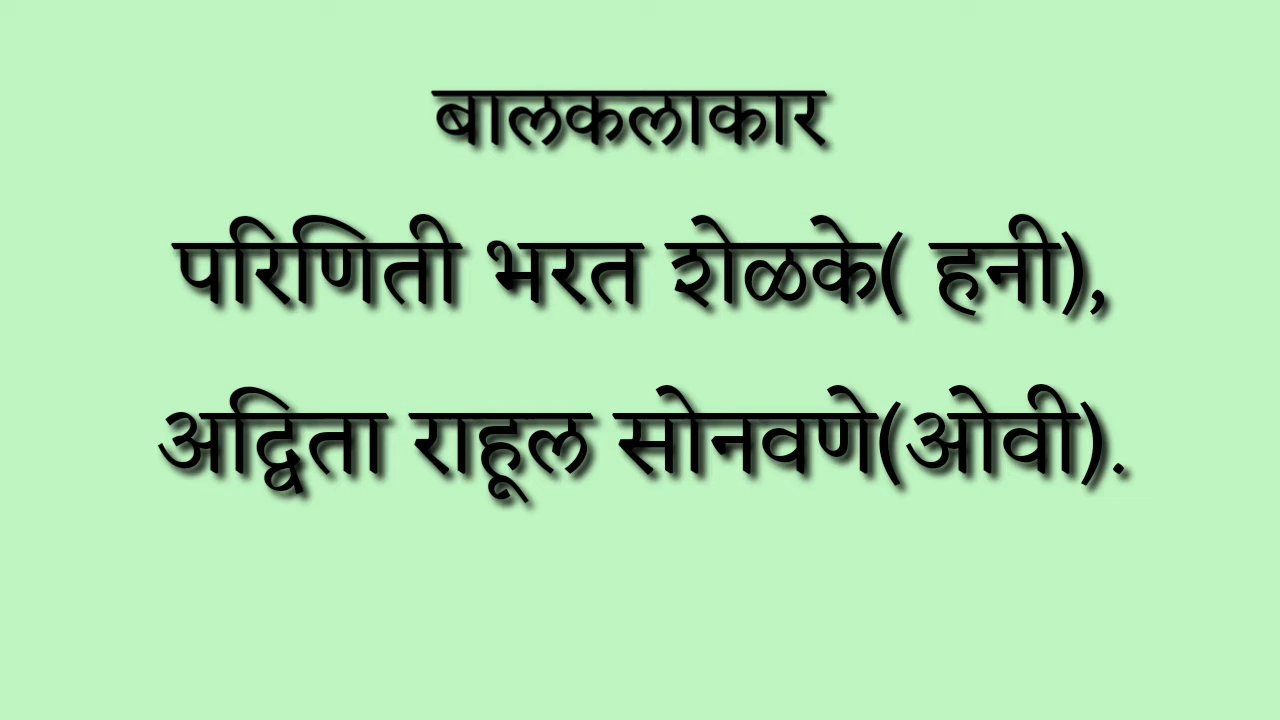 बालकलाकार
परिणिती भरत शेळके( हनी),
अद्विता राहूल सोनवणे(ओवी).